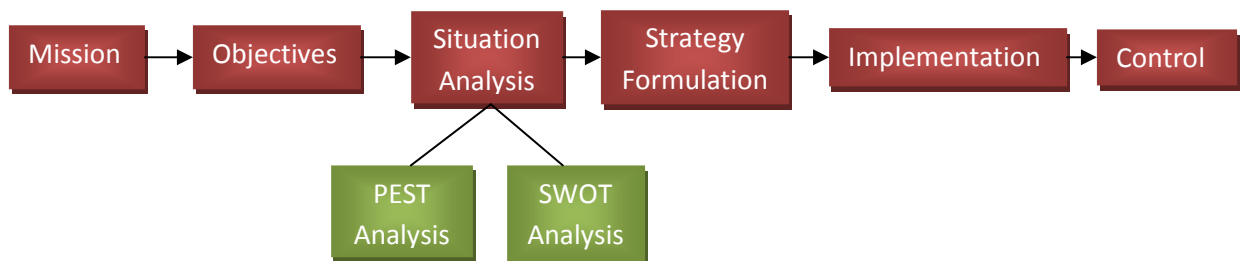 Mission
Objectives
Situation
Analysis
Strategy
Formulation
Implementation
Control
PEST
Analysis
SWOT
Analysis